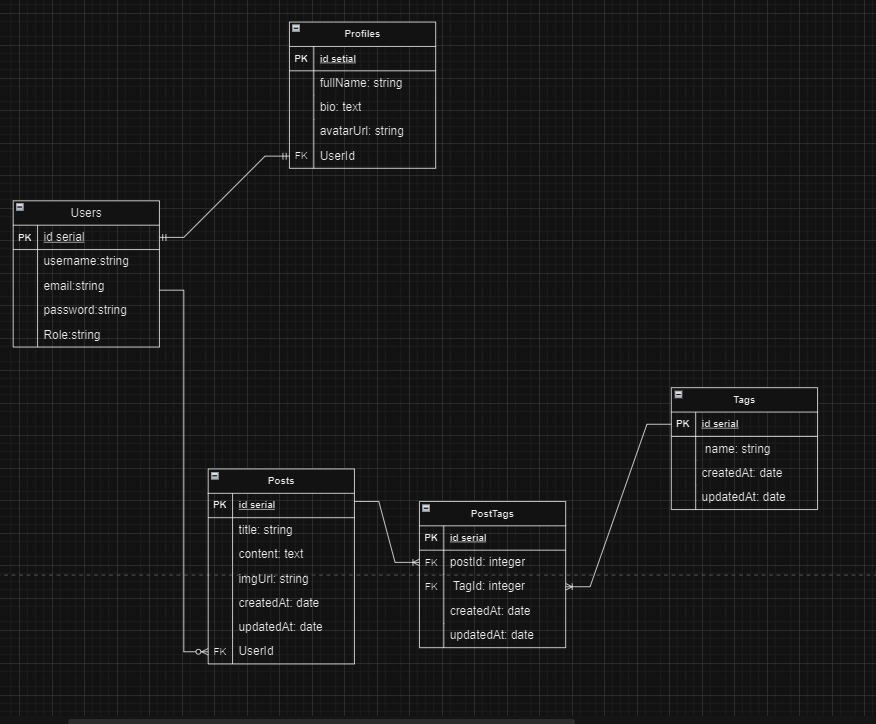 Profiles
PK id setial
fullName: string
bio: text
avatarUrl: string
FK UserId
Users
PK id serial
username:string
email:string
password:string
Role:string
Tags
PK id serial
name: string
createdAt: date
updatedAt: date
Posts
PK id serial
title: string
content: text
imgUrl: string
createdAt: date
updatedAt: date
FK UserId
PostTags
PK id serial
FK postId: integer
FK TagId: integer
createdAt: date
updatedAt: date